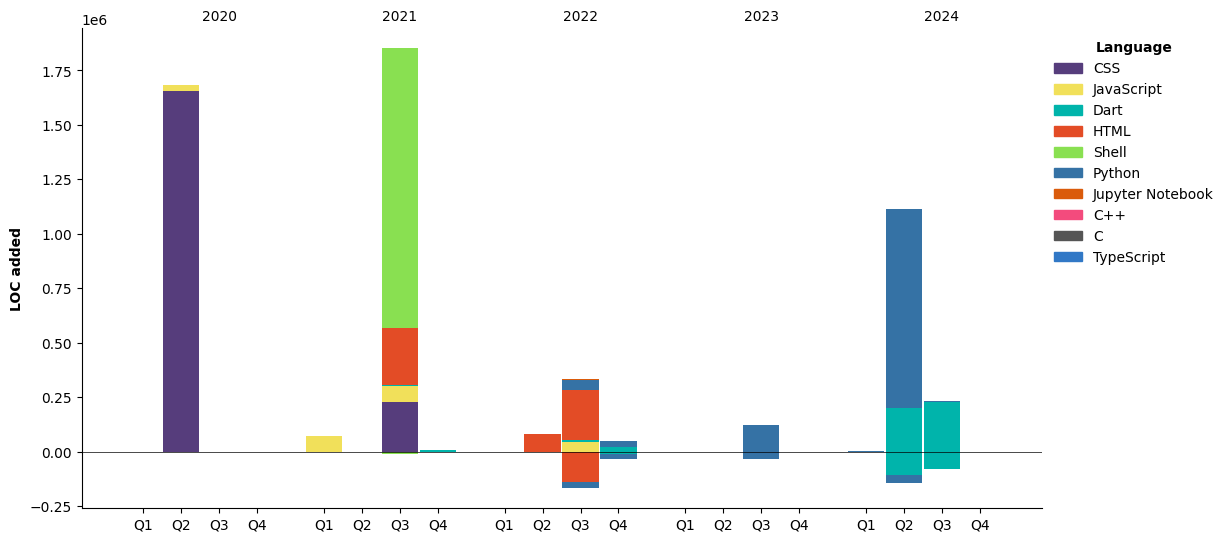 2020 2021 2022 2023 2024
1e6
Language
CSS
JavaScript
Dart
HTML
Shell
Python
Jupyter Notebook
C++
C
TypeScript
LOC added
1.75
1.50
1.25
1.00
0.75
0.50
0.25
0.00
−0.25
Q1 Q2 Q3 Q4 Q1 Q2 Q3 Q4 Q1 Q2 Q3 Q4 Q1 Q2 Q3 Q4 Q1 Q2 Q3 Q4